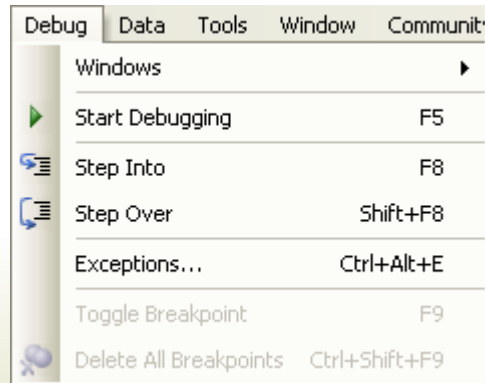 Debug Data Tools Window Communit
Windows
Start Debugging F5
Step Into F8
Step Over Shift+F8
Exceptions... Ctrl+Alt+E
Toggle Breakpoint F9
Delete All Breakpoints Ctrl+Shift+F9